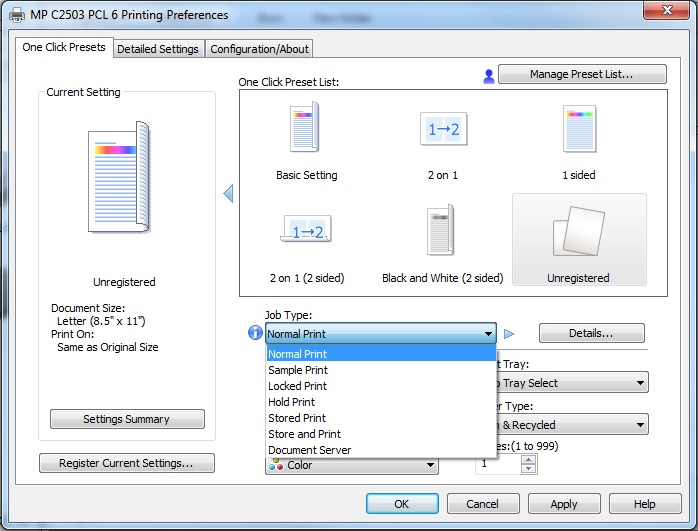 MP C2503 PCL 6 Printing Preferences
One Click Presets
Detailed Settings
Configuration/About
Current Setting
Unregistered
Document Size:
Letter (8.5" x 11")
Print On:
Same as Original Size
Settings Summary
Register Current Settings...
One Click Preset List:
Manage Preset List...
Basic Setting
1→2
2 on 1
1 sided
1→2
2 on 1 (2 sided)
Black and White (2 sided)
Unregistered
Job Type:
Normal Print
Details...
Normal Print
Sample Print
Locked Print
Hold Print
Stored Print
Store and Print
Document Server
t Tray:
Tray Select
Type:
& Recycled
es:(1 to 999)
Color
1
OK
Cancel
Apply
Help